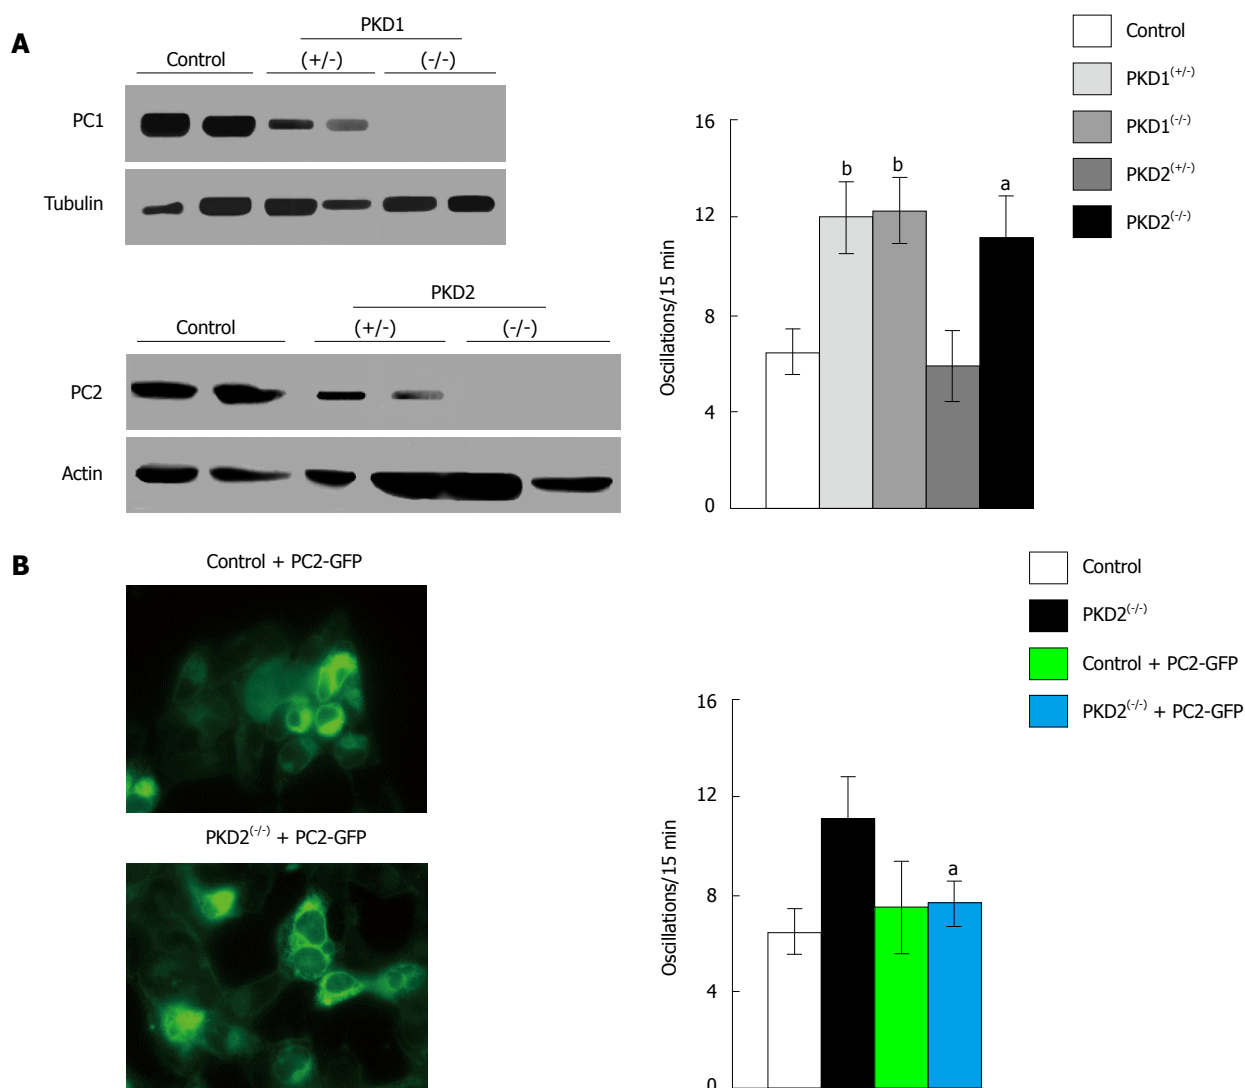 A
PKD1
Control (+/-) (-/-)
PC1
Tubulin
PKD2
Control (+/-) (-/-)
PC2
Actin
Control
PKD1(+/-)
PKD1(-/-)
PKD2(+/-)
PKD2(-/-)
Oscillations/15 min
16
12
8
4
0
b b a
B
Control + PC2-GFP
PKD2(-/-) + PC2-GFP
Control
PKD2(-/-)
Control + PC2-GFP
PKD2(-/-) + PC2-GFP
Oscillations/15 min
16
12
8
4
0
a